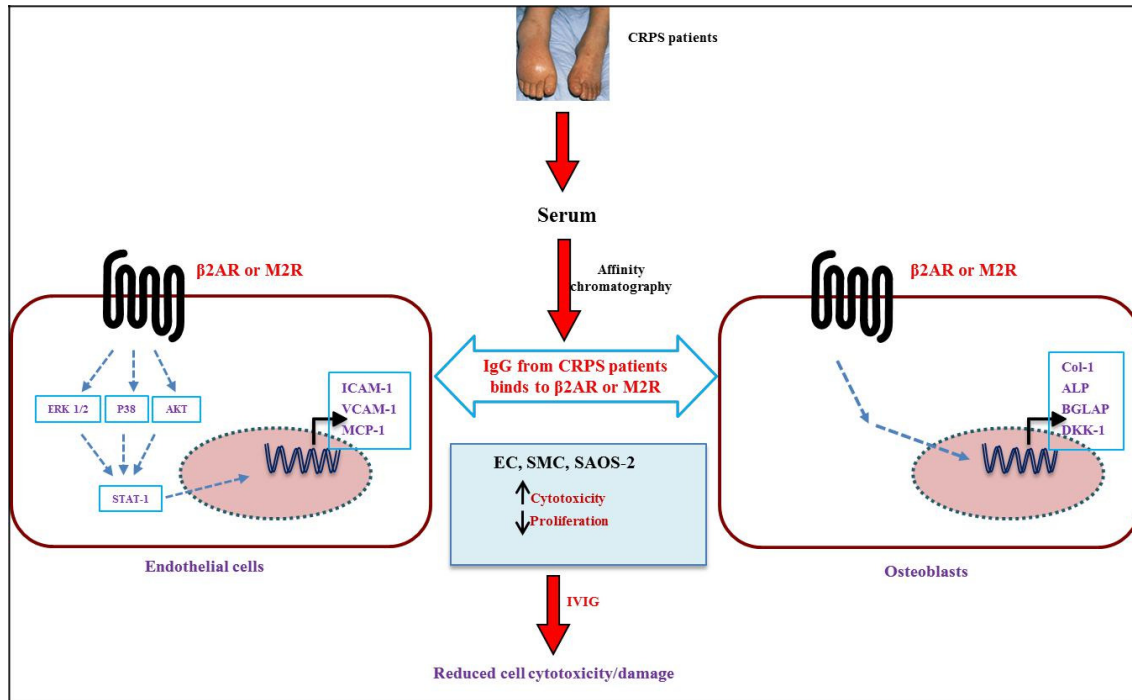 CRPS patients
Serum
Affinity
chromatography
IgG from CRPS patients
binds to β2AR or M2R
β2AR or M2R
ERK 1/2
P38
AKT
STAT-1
ICAM-1
VCAM-1
MCP-1
Endothelial cells
EC, SMC, SAOS-2
Cytotoxicity
Proliferation
IVIG
Reduced cell cytotoxicity/damage
β2AR or M2R
Col-1
ALP
BGLAP
DKK-1
Osteoblasts